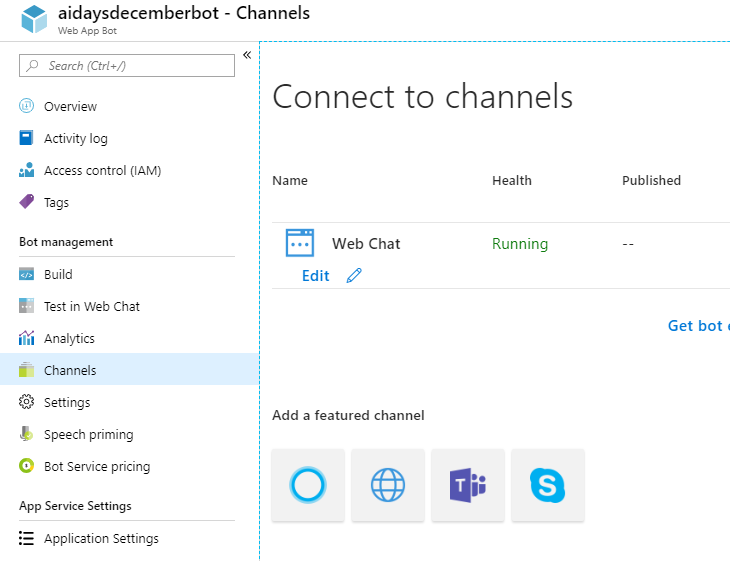 aidaysdecemberbot - Channels
Web App Bot
Search (Ctrl+/)
«
Overview
Activity log
Access control (IAM)
Tags
Bot management
Build
Test in Web Chat
Analytics
Channels
Settings
Speech priming
Bot Service pricing
App Service Settings
Application Settings
Connect to channels
Name Health Published
Web Chat Running --
Edit
Get bot
Add a featured channel
T
S